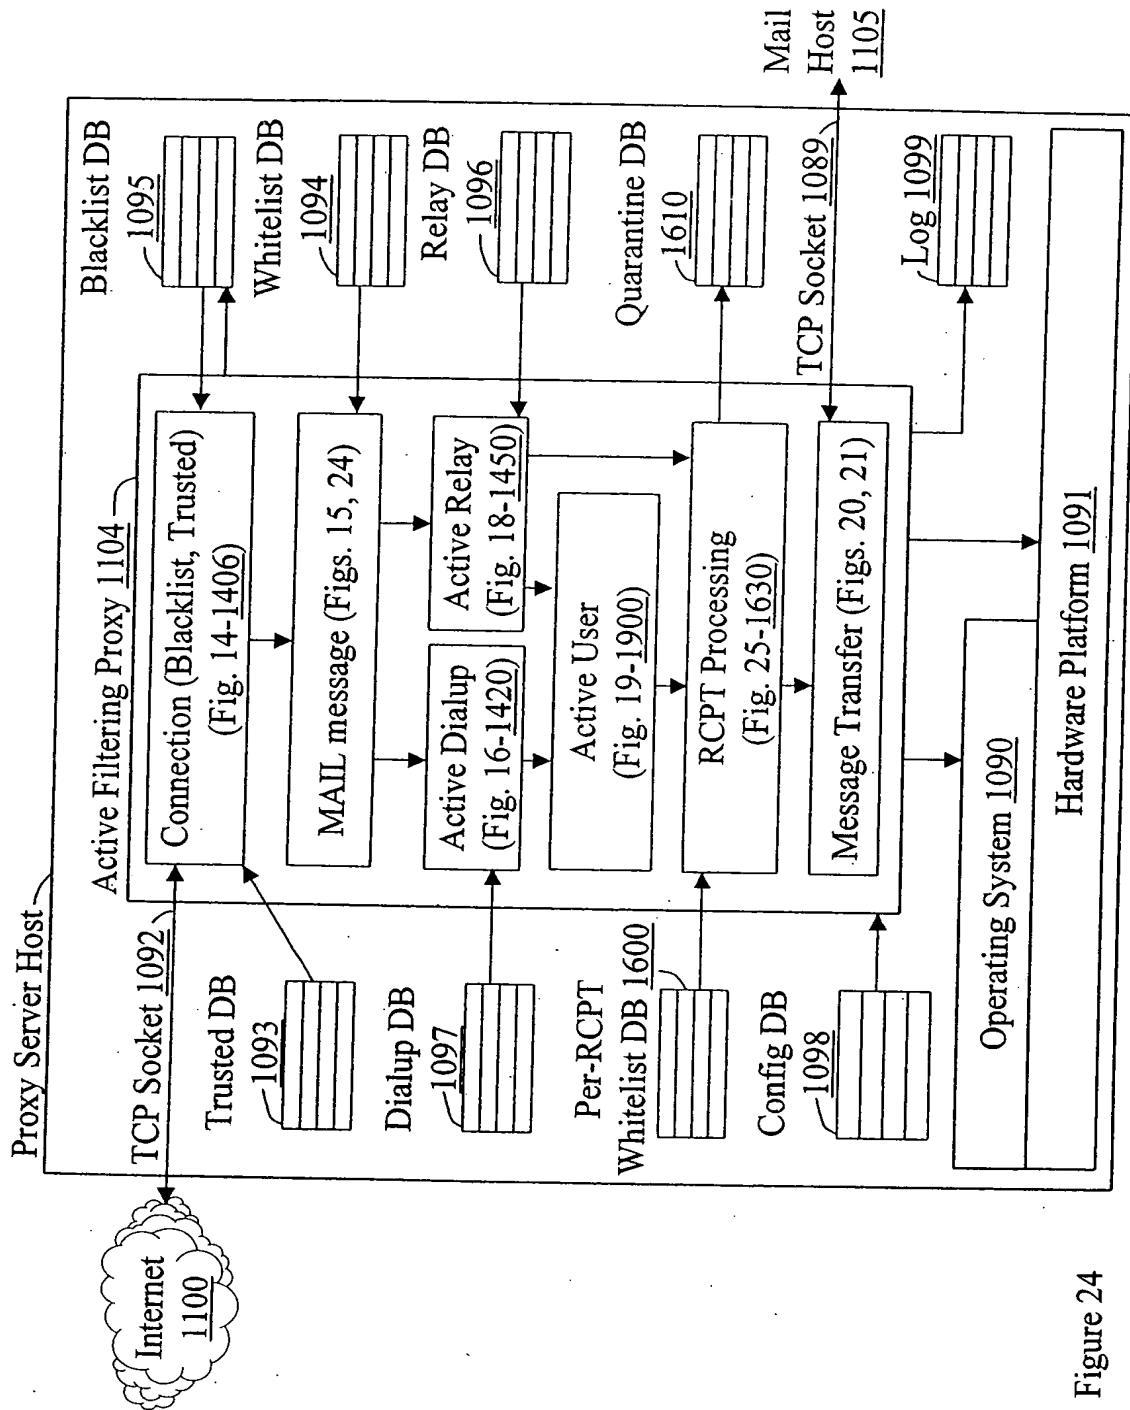 Proxy Server Host
Active Filtering Proxy 1104
Blacklist DB
1095
TCP Socket 1092
Connection (Blacklist, Trusted)
(Fig. 14-1406)
Internet
1100
Trusted DB
1093
Whitelist DB
1094
MAIL message (Figs. 15, 24)
Dialup DB
1097
Active Dialup
(Fig. 16-1420)
Active Relay
(Fig. 18-1450)
Relay DB
1096
Active User
(Fig. 19-1900)
Per-RCPT
Whitelist DB 1600
RCPT Processing
(Fig. 25-1630)
Quarantine DB
1610
Config DB
1098
Message Transfer (Figs. 20, 21)
TCP Socket 1089
Mail
Host
1105
Log 1099
Operating System 1090
Hardware Platform 1091
Figure 24